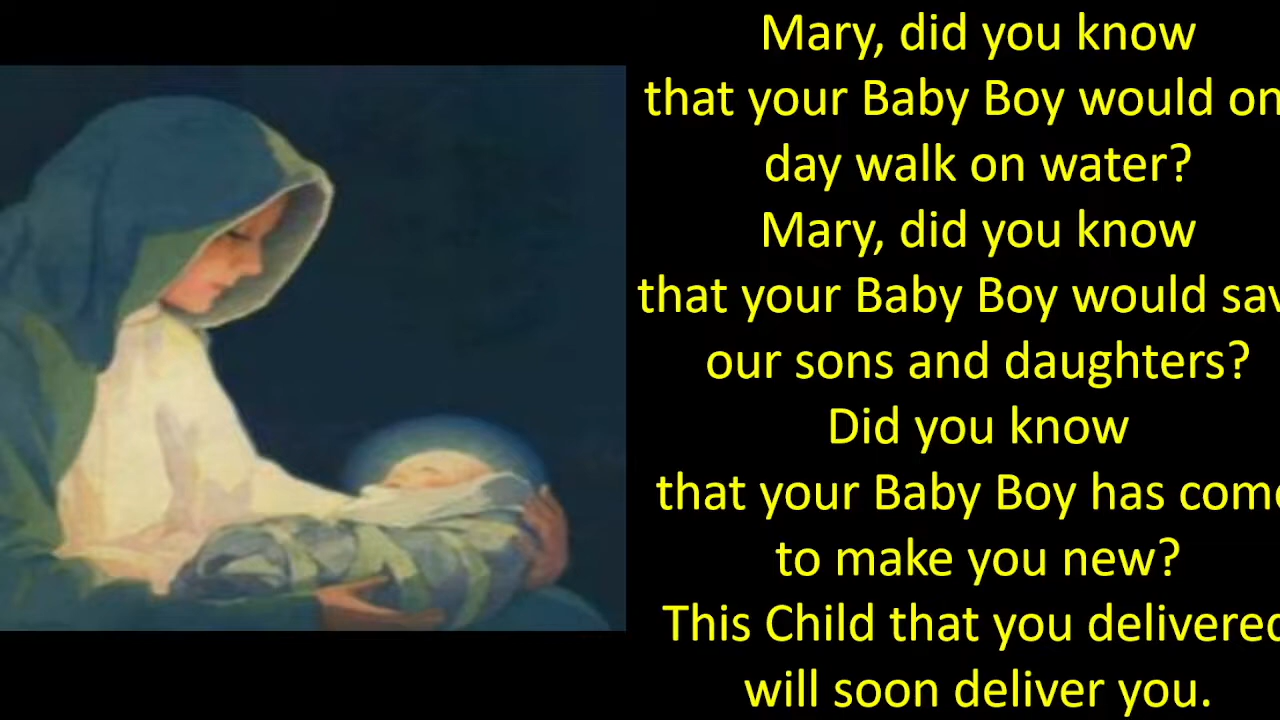 Mary, did you know
that your Baby Boy would on
day walk on water?
Mary, did you know
that your Baby Boy would sav
our sons and daughters?
Did you know
that your Baby Boy has com
to make you new?
This Child that you delivered
will soon deliver you.